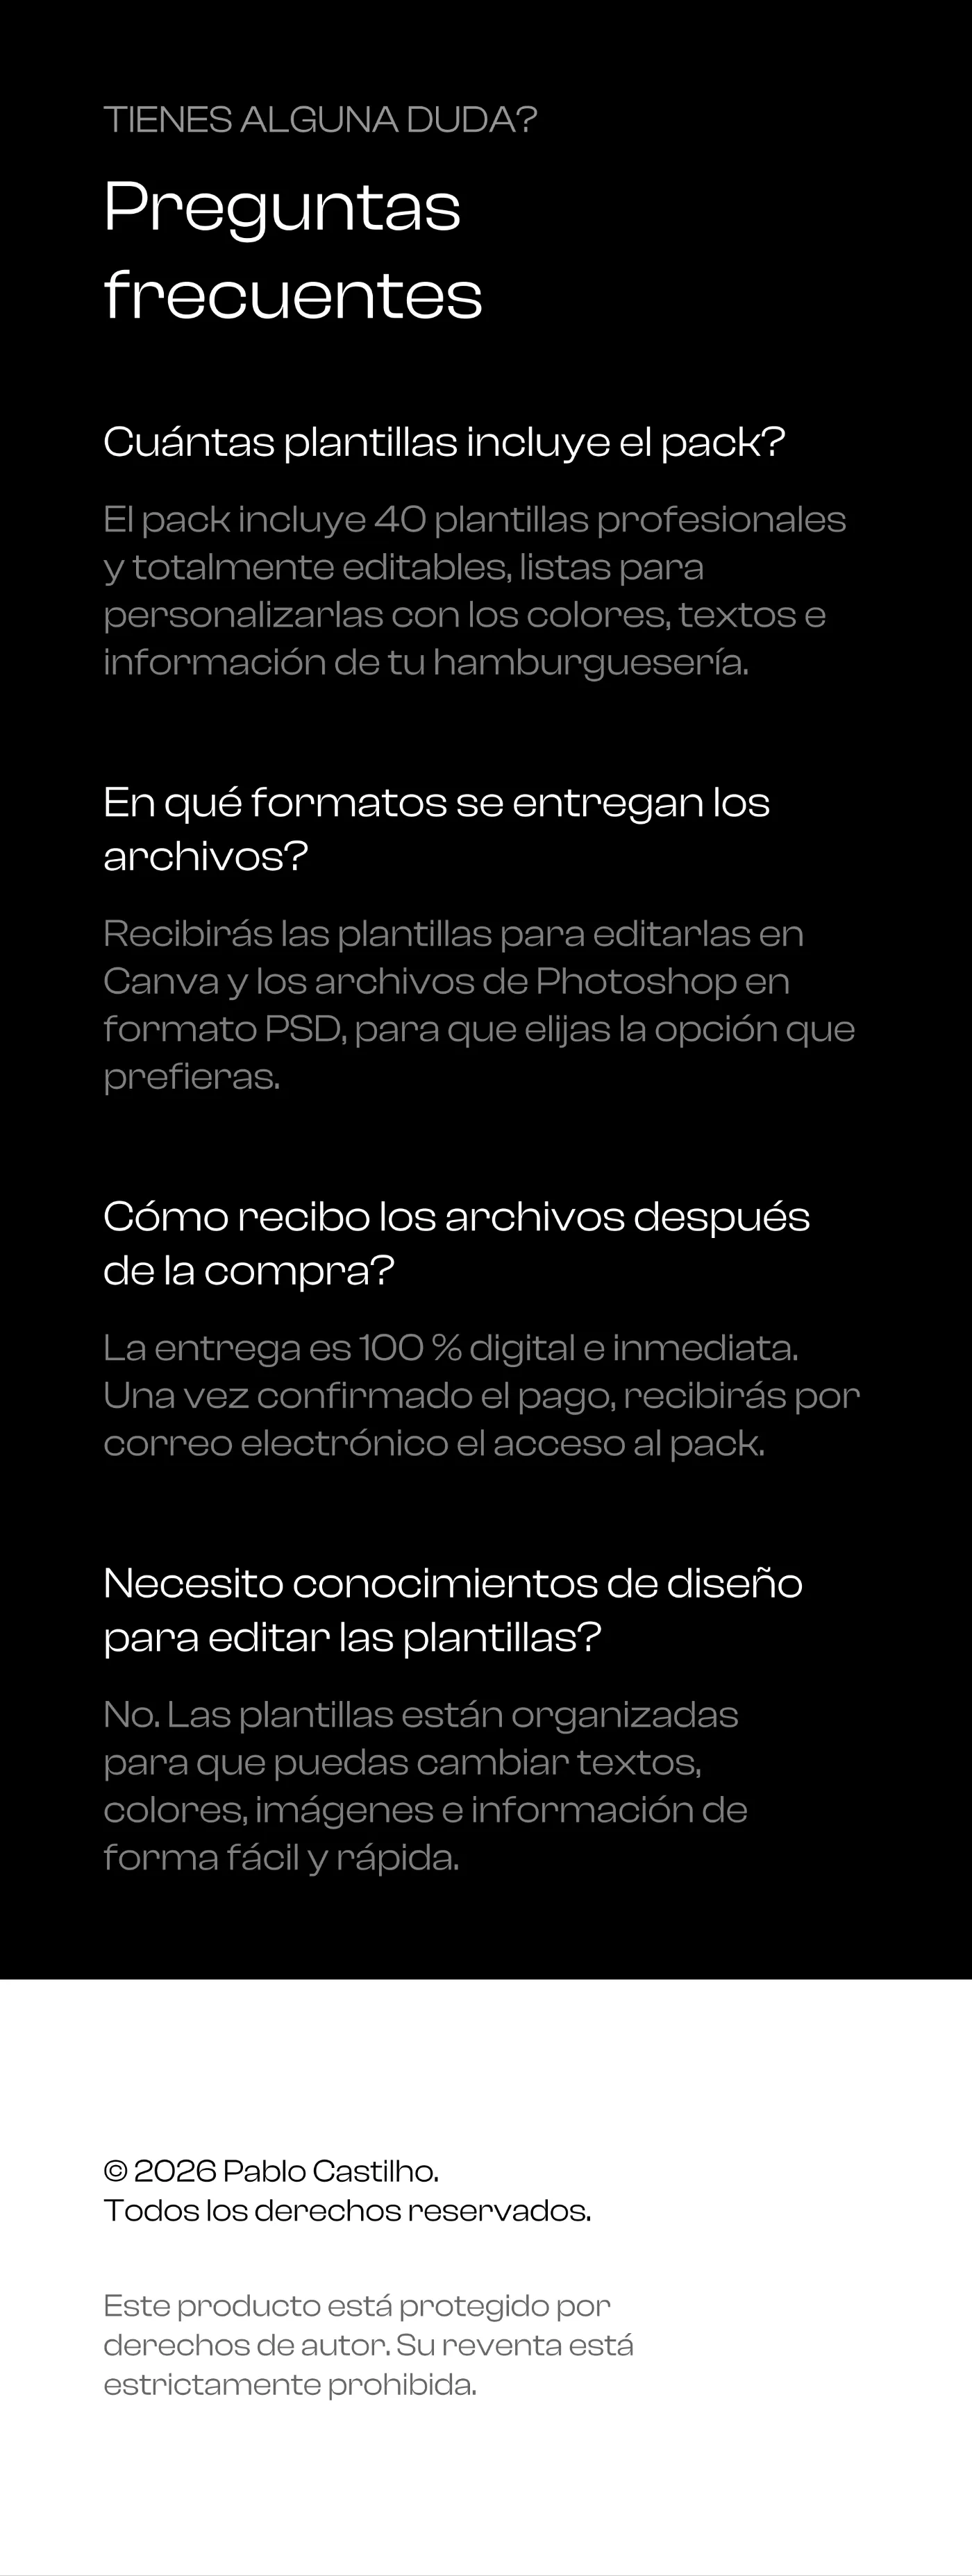 TIENES ALGUNA DUDA?
Preguntas
frecuentes
Cuántas plantillas incluye el pack?
El pack incluye 40 plantillas profesionales
y totalmente editables, listas para
personalizarlas con los colores, textos e
información de tu hamburguesería.
En qué formatos se entregan los
archivos?
Recibirás las plantillas para editarlas en
Canva y los archivos de Photoshop en
formato PSD, para que elijas la opción que
prefieras.
Cómo recibo los archivos después
de la compra?
La entrega es 100 % digital e inmediata.
Una vez confirmado el pago, recibirás por
correo electrónico el acceso al pack.
Necesito conocimientos de diseño
para editar las plantillas?
No. Las plantillas están organizadas
para que puedas cambiar textos,
colores, imágenes e información de
forma fácil y rápida.
© 2026 Pablo Castilho.
Todos los derechos reservados.
Este producto está protegido por
derechos de autor. Su reventa está
estrictamente prohibida.